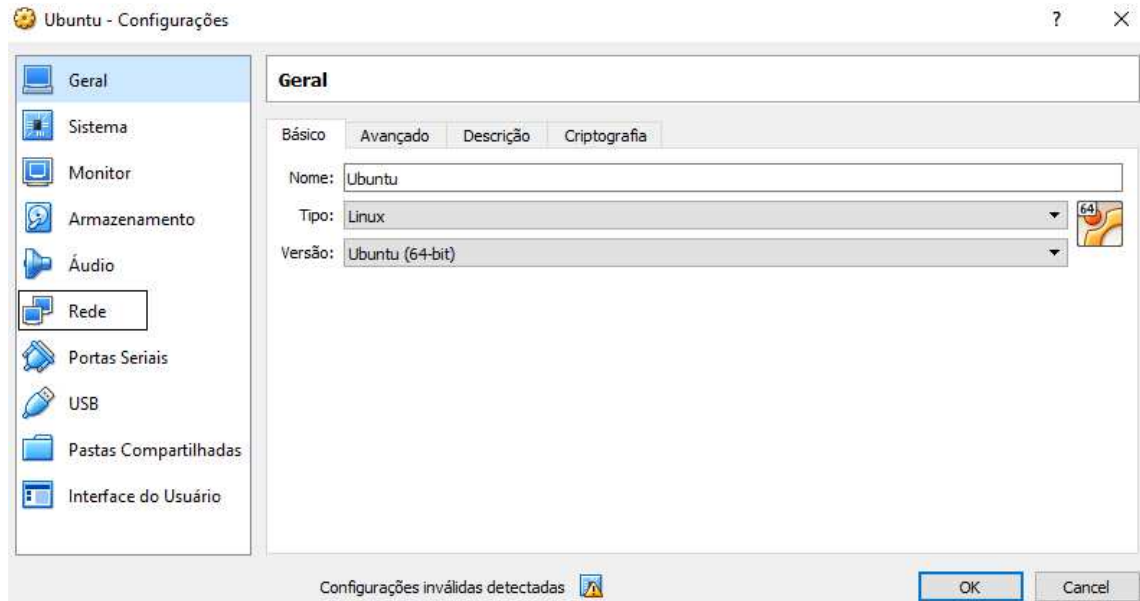 Ubuntu - Configurações
?
Geral
Sistema
Monitor
Armazenamento
Áudio
Rede
Portas Seriais
USB
Pastas Compartilhadas
Interface do Usuário
Geral
Básico Avançado Descrição Criptografia
Nome: Ubuntu
Tipo: Linux
64
Versão: Ubuntu (64-bit)
Configurações inválidas detectadas
OK Cancel